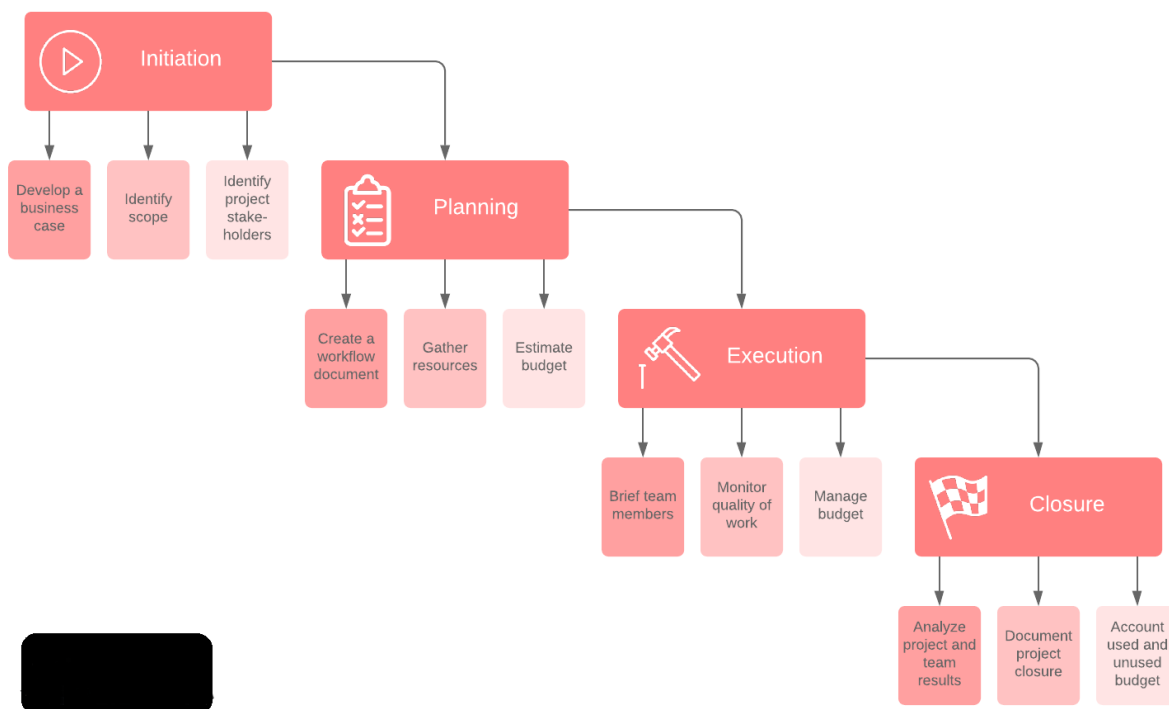 Initiation
Develop a
business
case
Identify
scope
Identify
project
stake-
holders
Planning
Create a
workflow
document
Gather
resources
Estimate
budget
Execution
Brief team
members
Monitor
quality of
work
Manage
budget
Closure
Analyze
project and
team
results
Document
project
closure
Account
used and
unused
budget